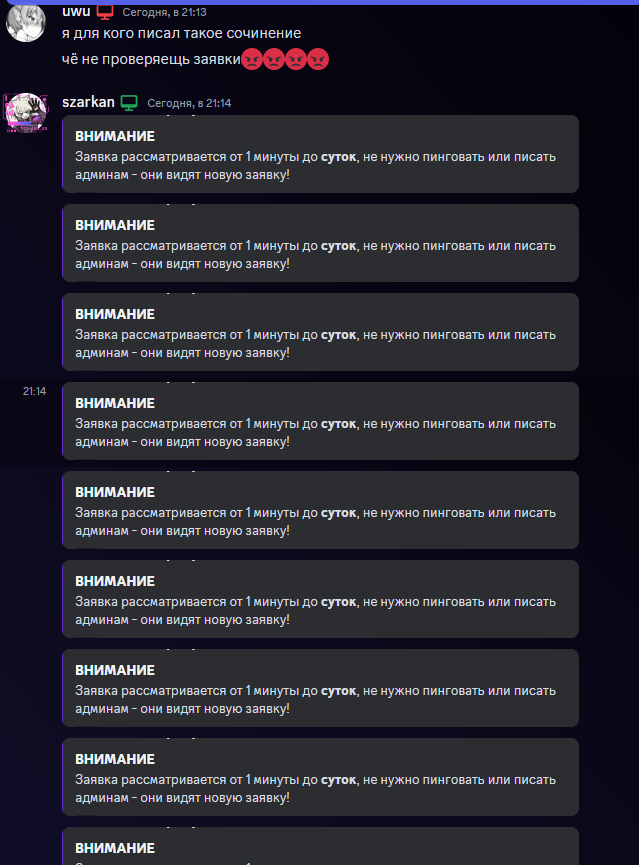 uwu Сегодня, в 21:13
я для кого писал такое сочинение
чё не проверяещь заявки😡😡😡😡
szarkan Сегодня, в 21:14
ВНИМАНИЕ
Заявка рассматривается от 1 минуты до суток, не нужно пинговать или писать
админам - они видят новую заявку!
ВНИМАНИЕ
Заявка рассматривается от 1 минуты до суток, не нужно пинговать или писать
админам - они видят новую заявку!
ВНИМАНИЕ
Заявка рассматривается от 1 минуты до суток, не нужно пинговать или писать
админам - они видят новую заявку!
21:14
ВНИМАНИЕ
Заявка рассматривается от 1 минуты до суток, не нужно пинговать или писать
админам - они видят новую заявку!
ВНИМАНИЕ
Заявка рассматривается от 1 минуты до суток, не нужно пинговать или писать
админам - они видят новую заявку!
ВНИМАНИЕ
Заявка рассматривается от 1 минуты до суток, не нужно пинговать или писать
админам - они видят новую заявку!
ВНИМАНИЕ
Заявка рассматривается от 1 минуты до суток, не нужно пинговать или писать
админам - они видят новую заявку!
ВНИМАНИЕ
Заявка рассматривается от 1 минуты до суток, не нужно пинговать или писать
админам - они видят новую заявку!
ВНИМАНИЕ